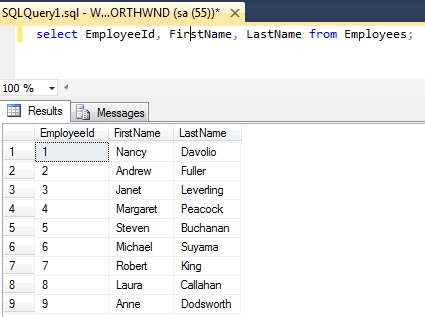 SQLQuery1.sql - W...ORTHWND (sa (55))*
select EmployeeId, FirstName, LastName from Employees;
100 %
Results Messages
EmployeeId FirstName LastName
1 1 Nancy Davolio
2 2 Andrew Fuller
3 3 Janet Leverling
4 4 Margaret Peacock
5 5 Steven Buchanan
6 6 Michael Suyama
7 7 Robert King
8 8 Laura Callahan
9 9 Anne Dodsworth